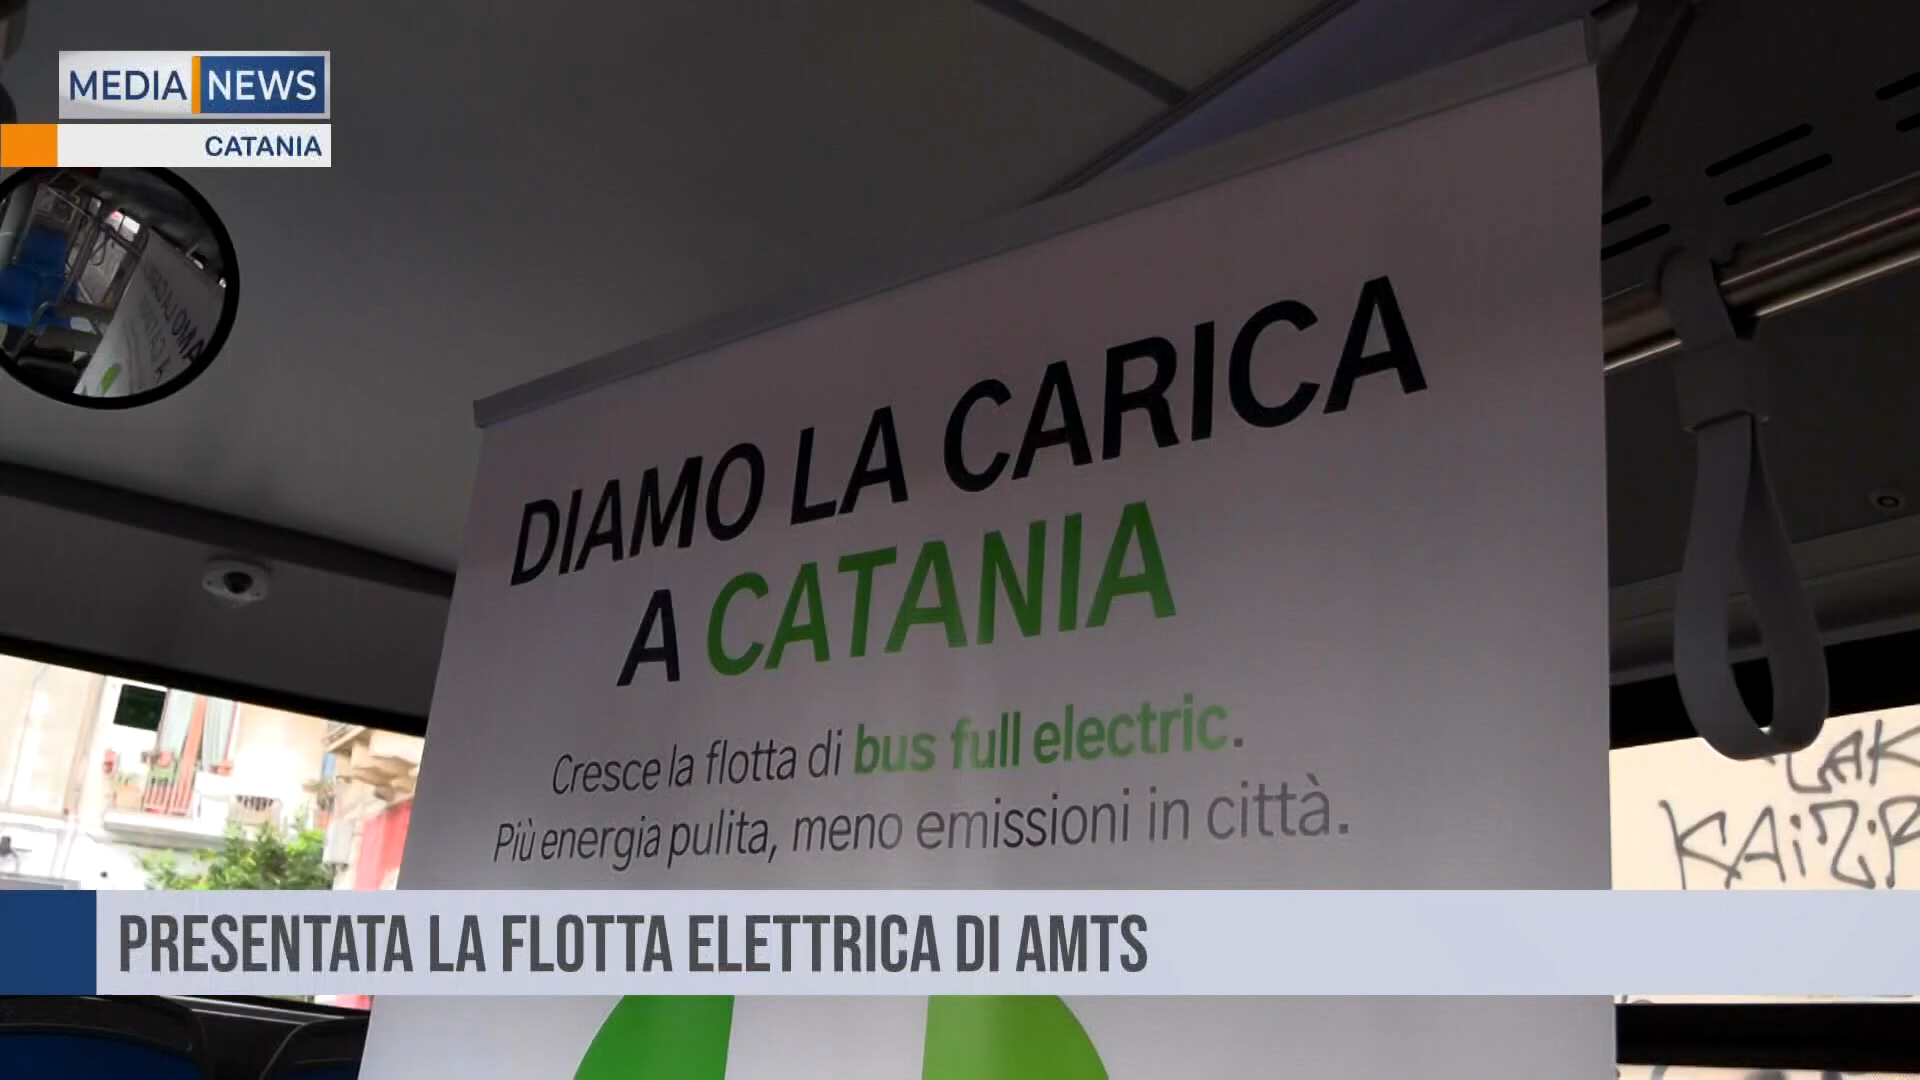 MEDIA NEWS
CATANIA
DIAMO LA CARICA
A CATANIA
Cresce la flotta di bus full electric.
Più energia pulita, meno emissioni in città.
PRESENTATA LA FLOTTA ELETTRICA DI AMTS